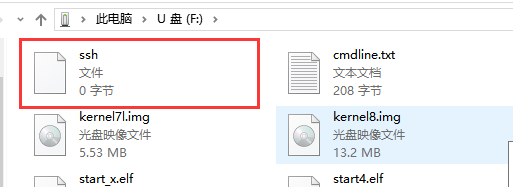 此电脑 › U 盘 (F:) ›
ssh
文件
0 字节
cmdline.txt
文本文档
208 字节
kernel7l.img
光盘映像文件
5.53 MB
kernel8.img
光盘映像文件
13.2 MB
start_x.elf
start4.elf